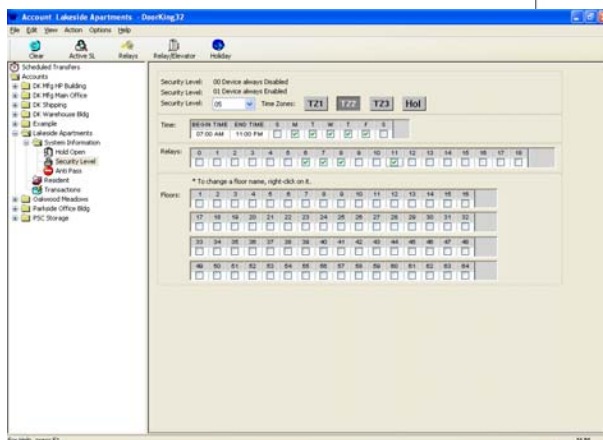 Account Lakeside Apartments - DoorKing32
File Edit View Action Options Help
Clear Active SL Relays Relay/Elevator Holiday
Scheduled Transfers
Accounts
DK Mfg HP Building
DK Mfg Main Office
DK Shipping
DK Warehouse Bldg
Example
Lakeside Apartments
System Information
Hold Open
Security Level
Anti Pass
Resident
Transactions
Oakwood Meadows
Parkside Office Bldg
PSC Storage
Security Level: 00 Device always Disabled
Security Level: 01 Device always Enabled
Security Level: 05 Time Zones: TZ1 TZ2 TZ3 Hol
Time: BEGIN TIME END TIME S M T W T F S
07:00 AM 11:00 PM
Relays: 0 1 2 3 4 5 6 7 8 9 10 11 12 13 14 15 16 17 18
* To change a floor name, right-click on it.
Floors: 1 2 3 4 5 6 7 8 9 10 11 12 13 14 15 16
17 18 19 20 21 22 23 24 25 26 27 28 29 30 31 32
33 34 35 36 37 38 39 40 41 42 43 44 45 46 47 48
49 50 51 52 53 54 55 56 57 58 59 60 61 62 63 64